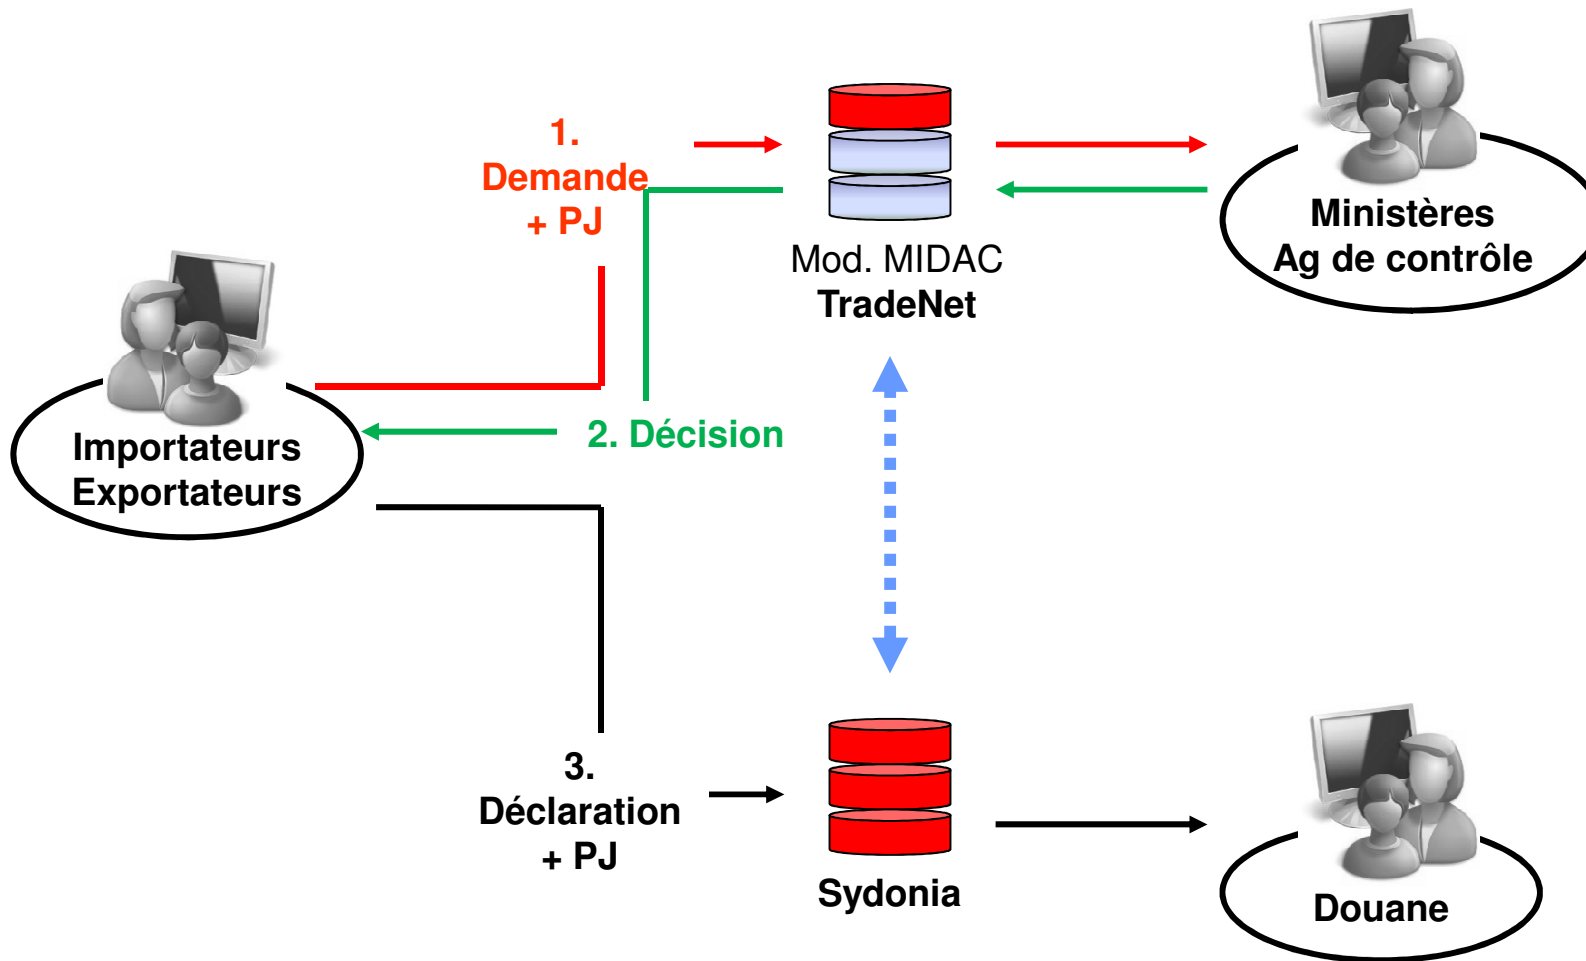 1.
Demande
+ PJ
Mod. MIDAC
TradeNet
Ministères
Ag de contrôle
Importateurs
Exportateurs
2. Décision
3.
Déclaration
+ PJ
Sydonia
Douane